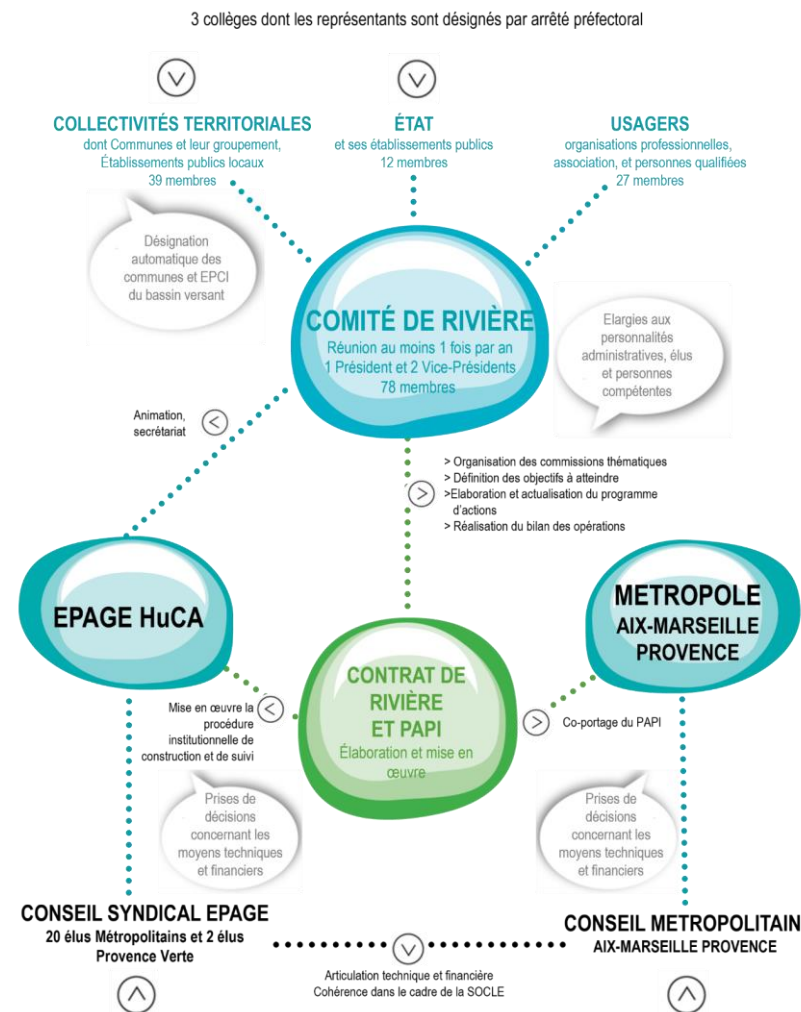 3 collèges dont les représentants sont désignés par arrêté préfectoral
COLLECTIVITÉS TERRITORIALES
dont Communes et leur groupement,
Établissements publics locaux
39 membres
ÉTAT
et ses établissements publics
12 membres
USAGERS
organisations professionnelles,
association, et personnes qualifiées
27 membres
Désignation
automatique des
communes et EPCI
du bassin versant
COMITÉ DE RIVIÈRE
Réunion au moins 1 fois par an
1 Président et 2 Vice-Présidents
78 membres
Elargies aux
personnalités
administratives, élus
et personnes
compétentes
Animation,
secrétariat
> Organisation des commissions thématiques
> Définition des objectifs à atteindre
>Elaboration et actualisation du programme
d'actions
> Réalisation du bilan des opérations
EPAGE HuCA
METROPOLE
AIX-MARSEILLE
PROVENCE
CONTRAT DE
RIVIÈRE
ET PAPI
Élaboration et mise en
œuvre
Mise en œuvre la
procédure
institutionnelle de
construction et de suivi
Co-portage du PAPI
Prises de
décisions
concernant les
moyens techniques
et financiers
Prises de
décisions
concernant les
moyens techniques
et financiers
CONSEIL SYNDICAL EPAGE
20 élus Métropolitains et 2 élus
Provence Verte
CONSEIL METROPOLITAIN
AIX-MARSEILLE PROVENCE
Articulation technique et financière
Cohérence dans le cadre de la SOCLE